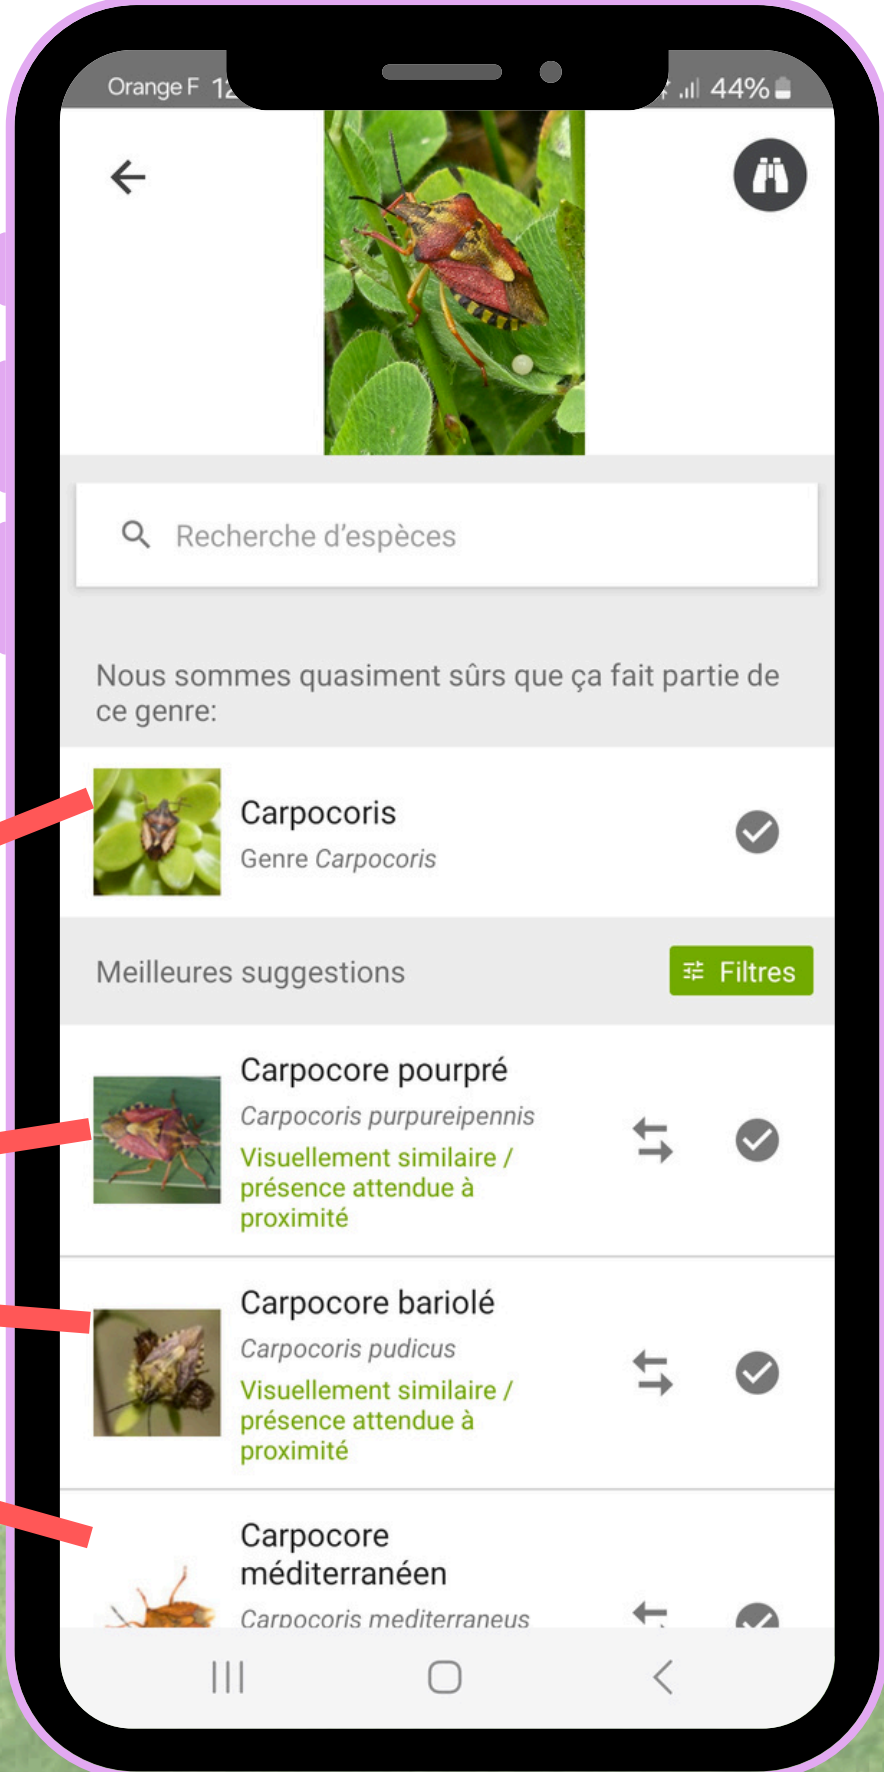 Orange F 12
44%
Recherche d'espèces
Nous sommes quasiment sûrs que ça fait partie de
ce genre:
Carpocoris
Genre Carpocoris
Meilleures suggestions
Filtres
Carpocore pourpré
Carpocoris purpureipennis
Visuellement similaire /
présence attendue à
proximité
Carpocore bariolé
Carpocoris pudicus
Visuellement similaire /
présence attendue à
proximité
Carpocore
méditerranéen
Carpocoris mediterraneus